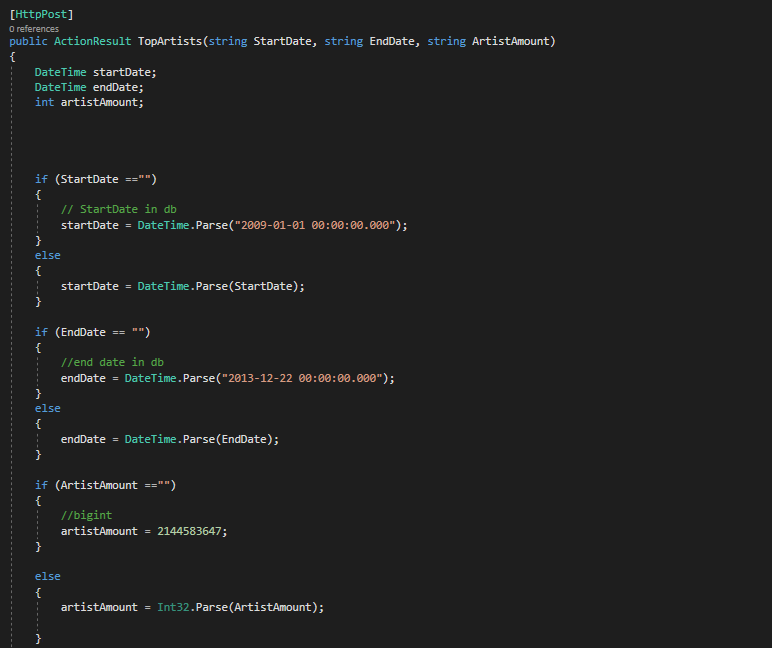 [HttpPost]
0 references
public ActionResult TopArtists(string StartDate, string EndDate, string ArtistAmount)
{
DateTime startDate;
DateTime endDate;
int artistAmount;
if (StartDate =="")
{
// StartDate in db
startDate = DateTime.Parse("2009-01-01 00:00:00.000");
}
else
{
startDate = DateTime.Parse(StartDate);
}
if (EndDate == "")
{
//end date in db
endDate = DateTime.Parse("2013-12-22 00:00:00.000");
}
else
{
endDate = DateTime.Parse(EndDate);
}
if (ArtistAmount =="")
{
//bigint
artistAmount = 2144583647;
}
else
{
artistAmount = Int32.Parse(ArtistAmount);
}